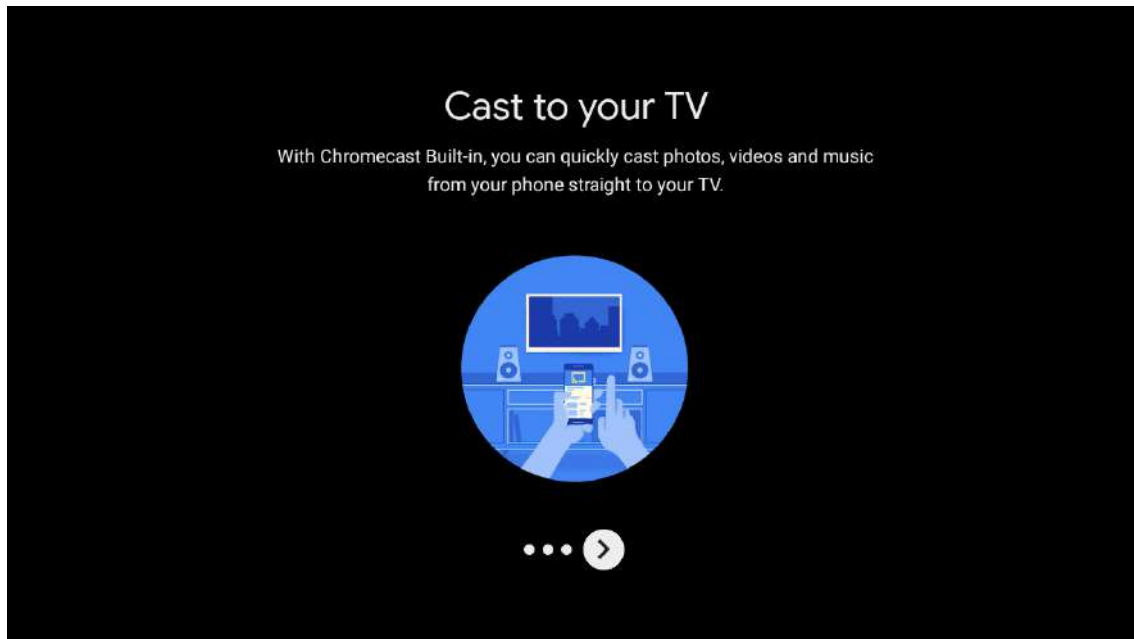 Cast to your TV
With Chromecast Built-in, you can quickly cast photos, videos and music
from your phone straight to your TV.